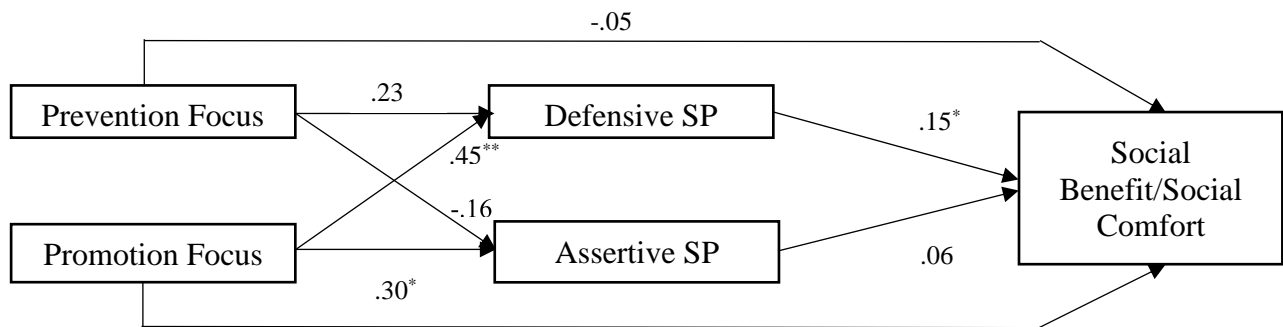 -.05
Prevention Focus
.23
Defensive SP
.15*
.45**
Social
Benefit/Social
Comfort
-.16
Promotion Focus
Assertive SP
.06
.30*